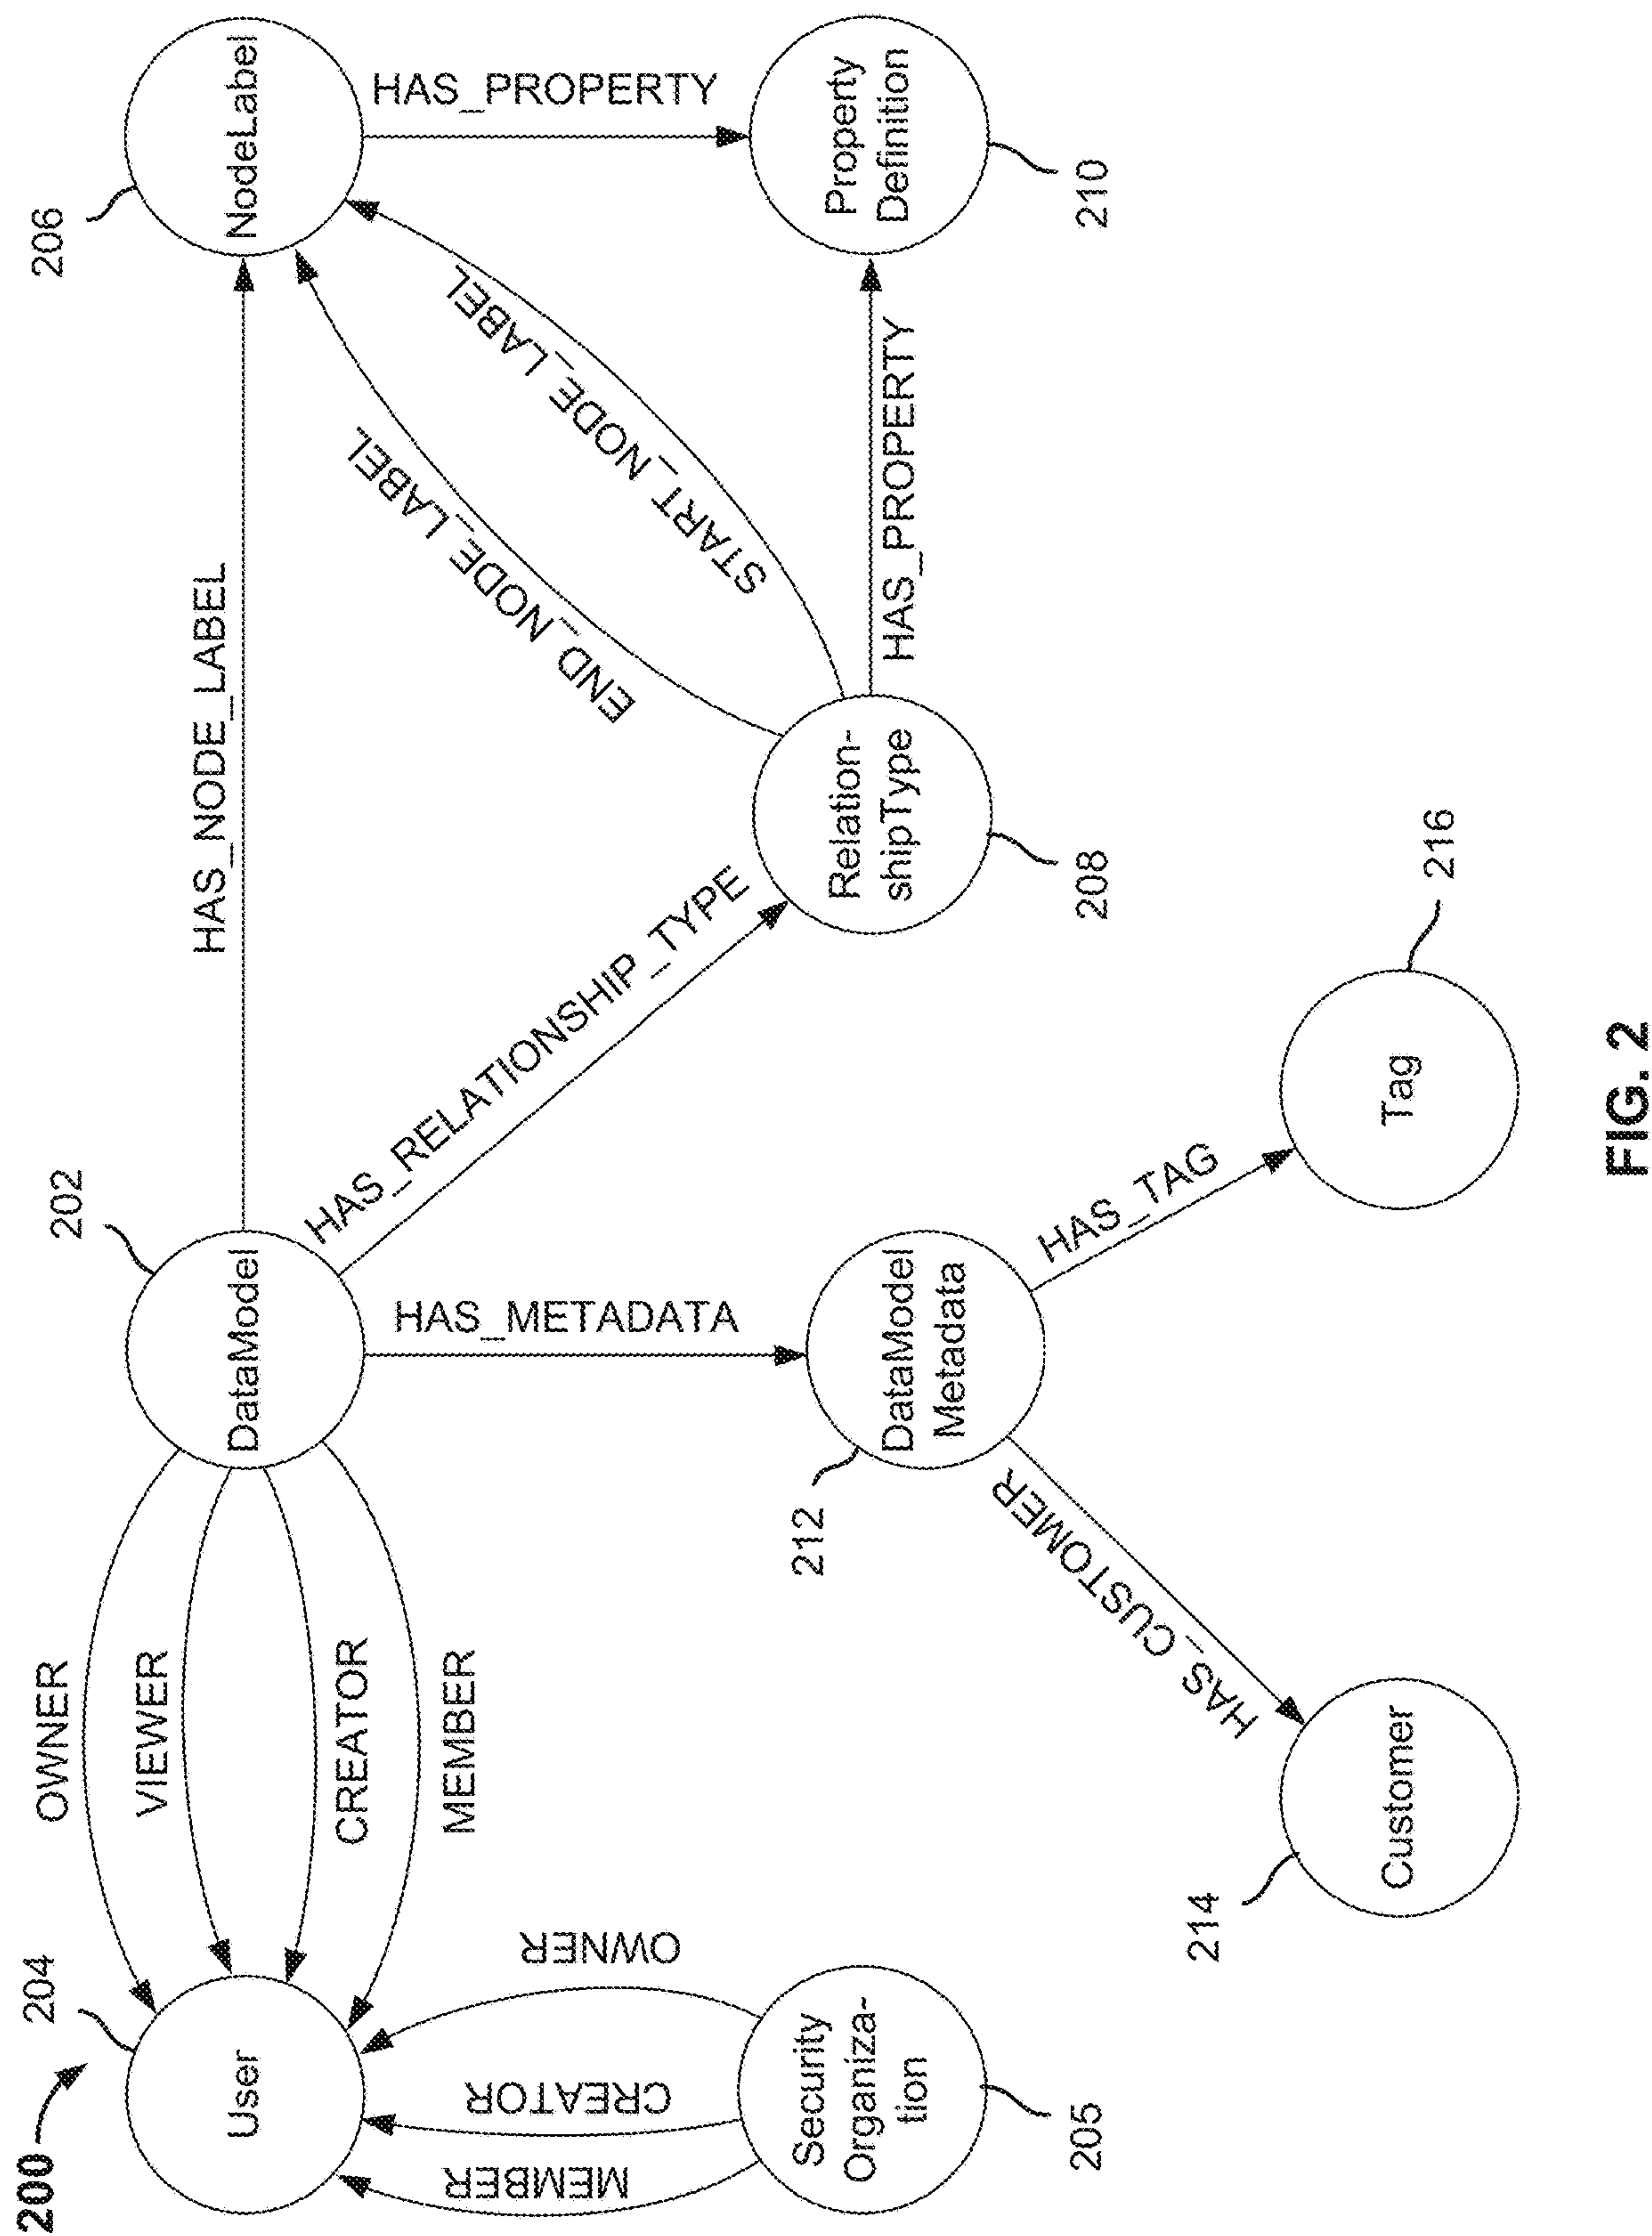 200
204
User
OWNER
VIEWER
CREATOR
MEMBER
202
DataModel
HAS_NODE_LABEL
206
NodeLabel
MEMBER
CREATOR
OWNER
HAS_METADATA
HAS_RELATIONSHIP_TYPE
END_NODE_LABEL
START_NODE_LABEL
HAS_PROPERTY
Security
Organiza-
tion
205
212
DataModel
Metadata
Relation-
shipType
208
HAS_PROPERTY
Property
Definition
210
HAS_CUSTOMER
HAS_TAG
214
Customer
Tag
216
FIG. 2